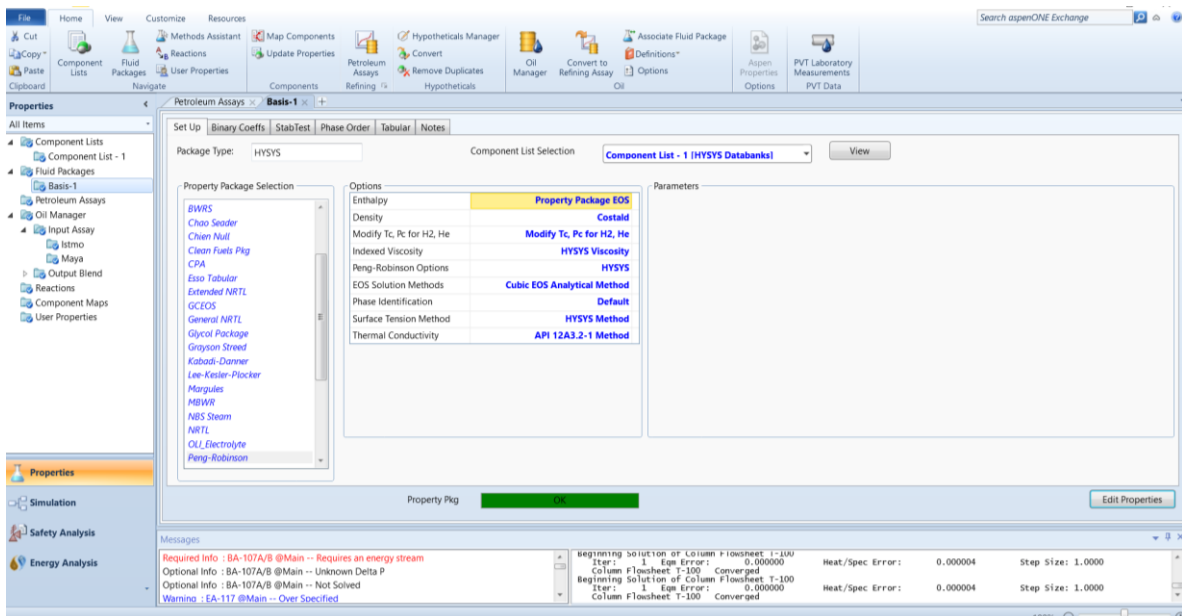 File Home View Customize Resources Search aspenONE Exchange
Cut
Copy
Paste
Clipboard
Component Lists
Fluid Packages
Methods Assistant
Reactions
User Properties
Navigate
Map Components
Update Properties
Components
Petroleum Assays
Refining
Hypotheticals Manager
Convert
Remove Duplicates
Hypotheticals
Oil Manager
Convert to Refining Assay
Associate Fluid Package
Definitions
Options
Oil
Aspen Properties
Options
PVT Laboratory Measurements
PVT Data
Properties
All Items
Component Lists
Component List - 1
Fluid Packages
Basis-1
Petroleum Assays
Oil Manager
Input Assay
Istmo
Maya
Output Blend
Reactions
Component Maps
User Properties
Properties
Simulation
Safety Analysis
Energy Analysis
Petroleum Assays Basis-1 +
Set Up Binary Coeffs StabTest Phase Order Tabular Notes
Package Type: HYSYS Component List Selection Component List - 1 [HYSYS Databanks] View
Property Package Selection
BWRS
Chao Seader
Chien Null
Clean Fuels Pkg
CPA
Esso Tabular
Extended NRTL
GCEOS
General NRTL
Glycol Package
Grayson Streed
Kabadi-Danner
Lee-Kesler-Plocker
Margules
MBWR
NBS Steam
NRTL
OLI_Electrolyte
Peng-Robinson
Options
Enthalpy Property Package EOS
Density Costald
Modify Tc, Pc for H2, He Modify Tc, Pc for H2, He
Indexed Viscosity HYSYS Viscosity
Peng-Robinson Options HYSYS
EOS Solution Methods Cubic EOS Analytical Method
Phase Identification Default
Surface Tension Method HYSYS Method
Thermal Conductivity API 12A3.2-1 Method
Parameters
Property Pkg OK Edit Properties
Messages
Required Info : BA-107A/B @Main -- Requires an energy stream
Optional Info : BA-107A/B @Main -- Unknown Delta P
Optional Info : BA-107A/B @Main -- Not Solved
Warning : EA-117 @Main -- Over Specified
Beginning Solution of Column Flowsheet T-100
Iter: 1 Eqm Error: 0.000000 Heat/Spec Error: 0.000004 Step Size: 1.0000
Column Flowsheet T-100 Converged
Beginning Solution of Column Flowsheet T-100
Iter: 1 Eqm Error: 0.000000 Heat/Spec Error: 0.000004 Step Size: 1.0000
Column Flowsheet T-100 Converged